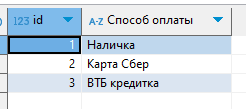 123 id A-Z Способ оплаты
1 Наличка
2 Карта Сбер
3 ВТБ кредитка